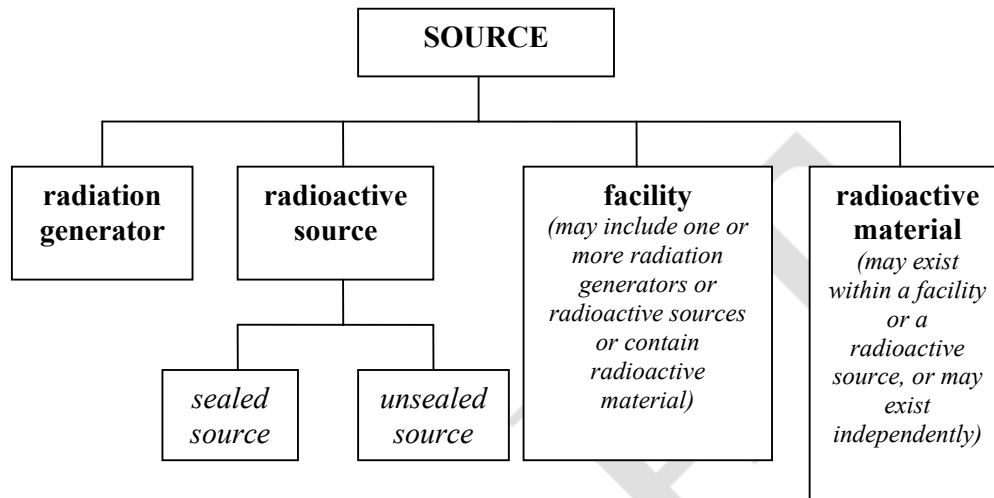 SOURCE
radiation
generator
radioactive
source
sealed
source
unsealed
source
facility
(may include one or
more radiation
generators or
radioactive sources
or contain
radioactive
material)
radioactive
material
(may exist
within a facility
or a
radioactive
source, or may
exist
independently)